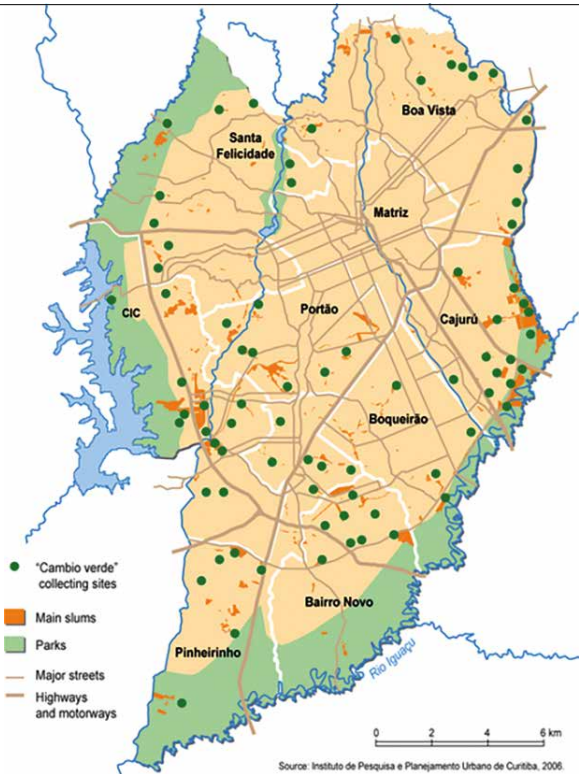 Boa Vista
Santa
Felicidade
Matriz
CIC
Portão
Cajurú
Boqueirão
"Cambio verde"
collecting sites
Main slums
Bairro Novo
Parks
Pinheirinho
Rio Iguaçu
Major streets
Highways
and motorways
0 2 4 6 km
Source: Instituto de Pesquisa e Planejamento Urbano de Curitiba, 2006.